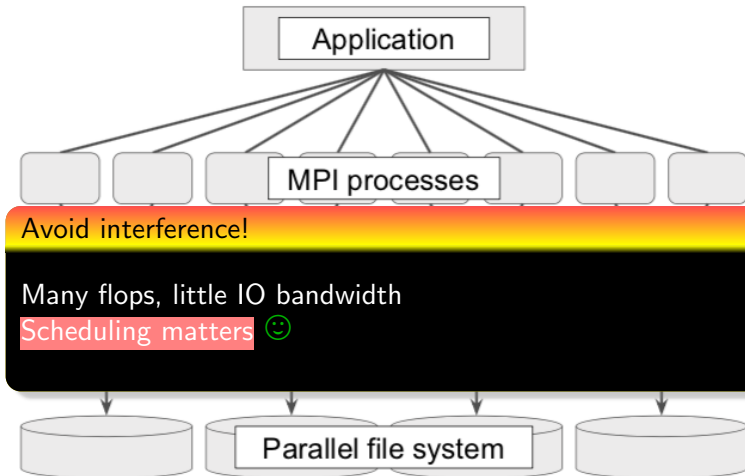 Application
MPI processes
Avoid interference!
Many flops, little IO bandwidth
Scheduling matters ☺
Parallel file system